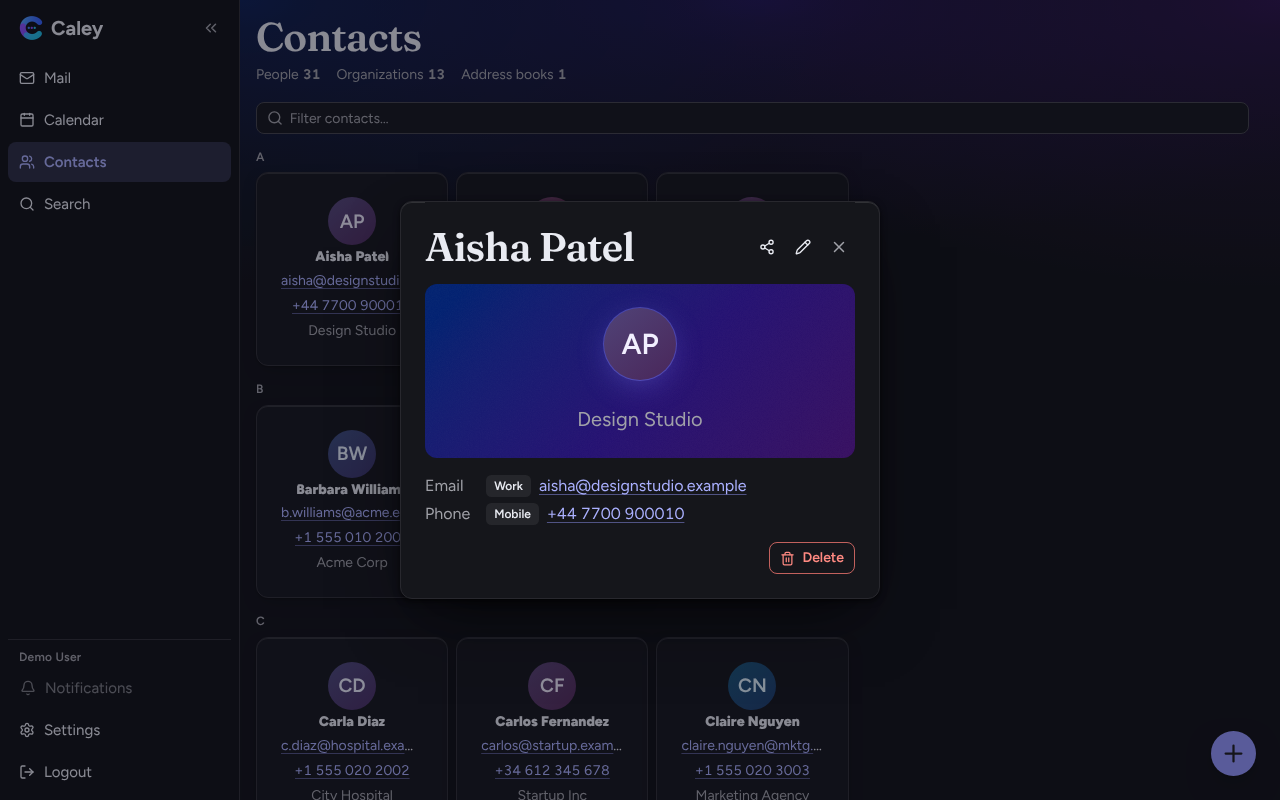 Caley
Mail
Calendar
Contacts
Search
Demo User
Notifications
Settings
Logout
Contacts
People 31 Organizations 13 Address books 1
Filter contacts...
A
AP
Aisha Patel
aisha@designstudi
+44 7700 90001
Design Studio
B
BW
Barbara William
b.williams@acme.e
+1 555 010 200
Acme Corp
C
CD
Carla Diaz
c.diaz@hospital.exa...
+1 555 020 2002
City Hospital
CF
Carlos Fernandez
carlos@startup.exam...
+34 612 345 678
Startup Inc
CN
Claire Nguyen
claire.nguyen@mktg....
+1 555 020 3003
Marketing Agency
Aisha Patel
AP
Design Studio
Email Work aisha@designstudio.example
Phone Mobile +44 7700 900010
Delete